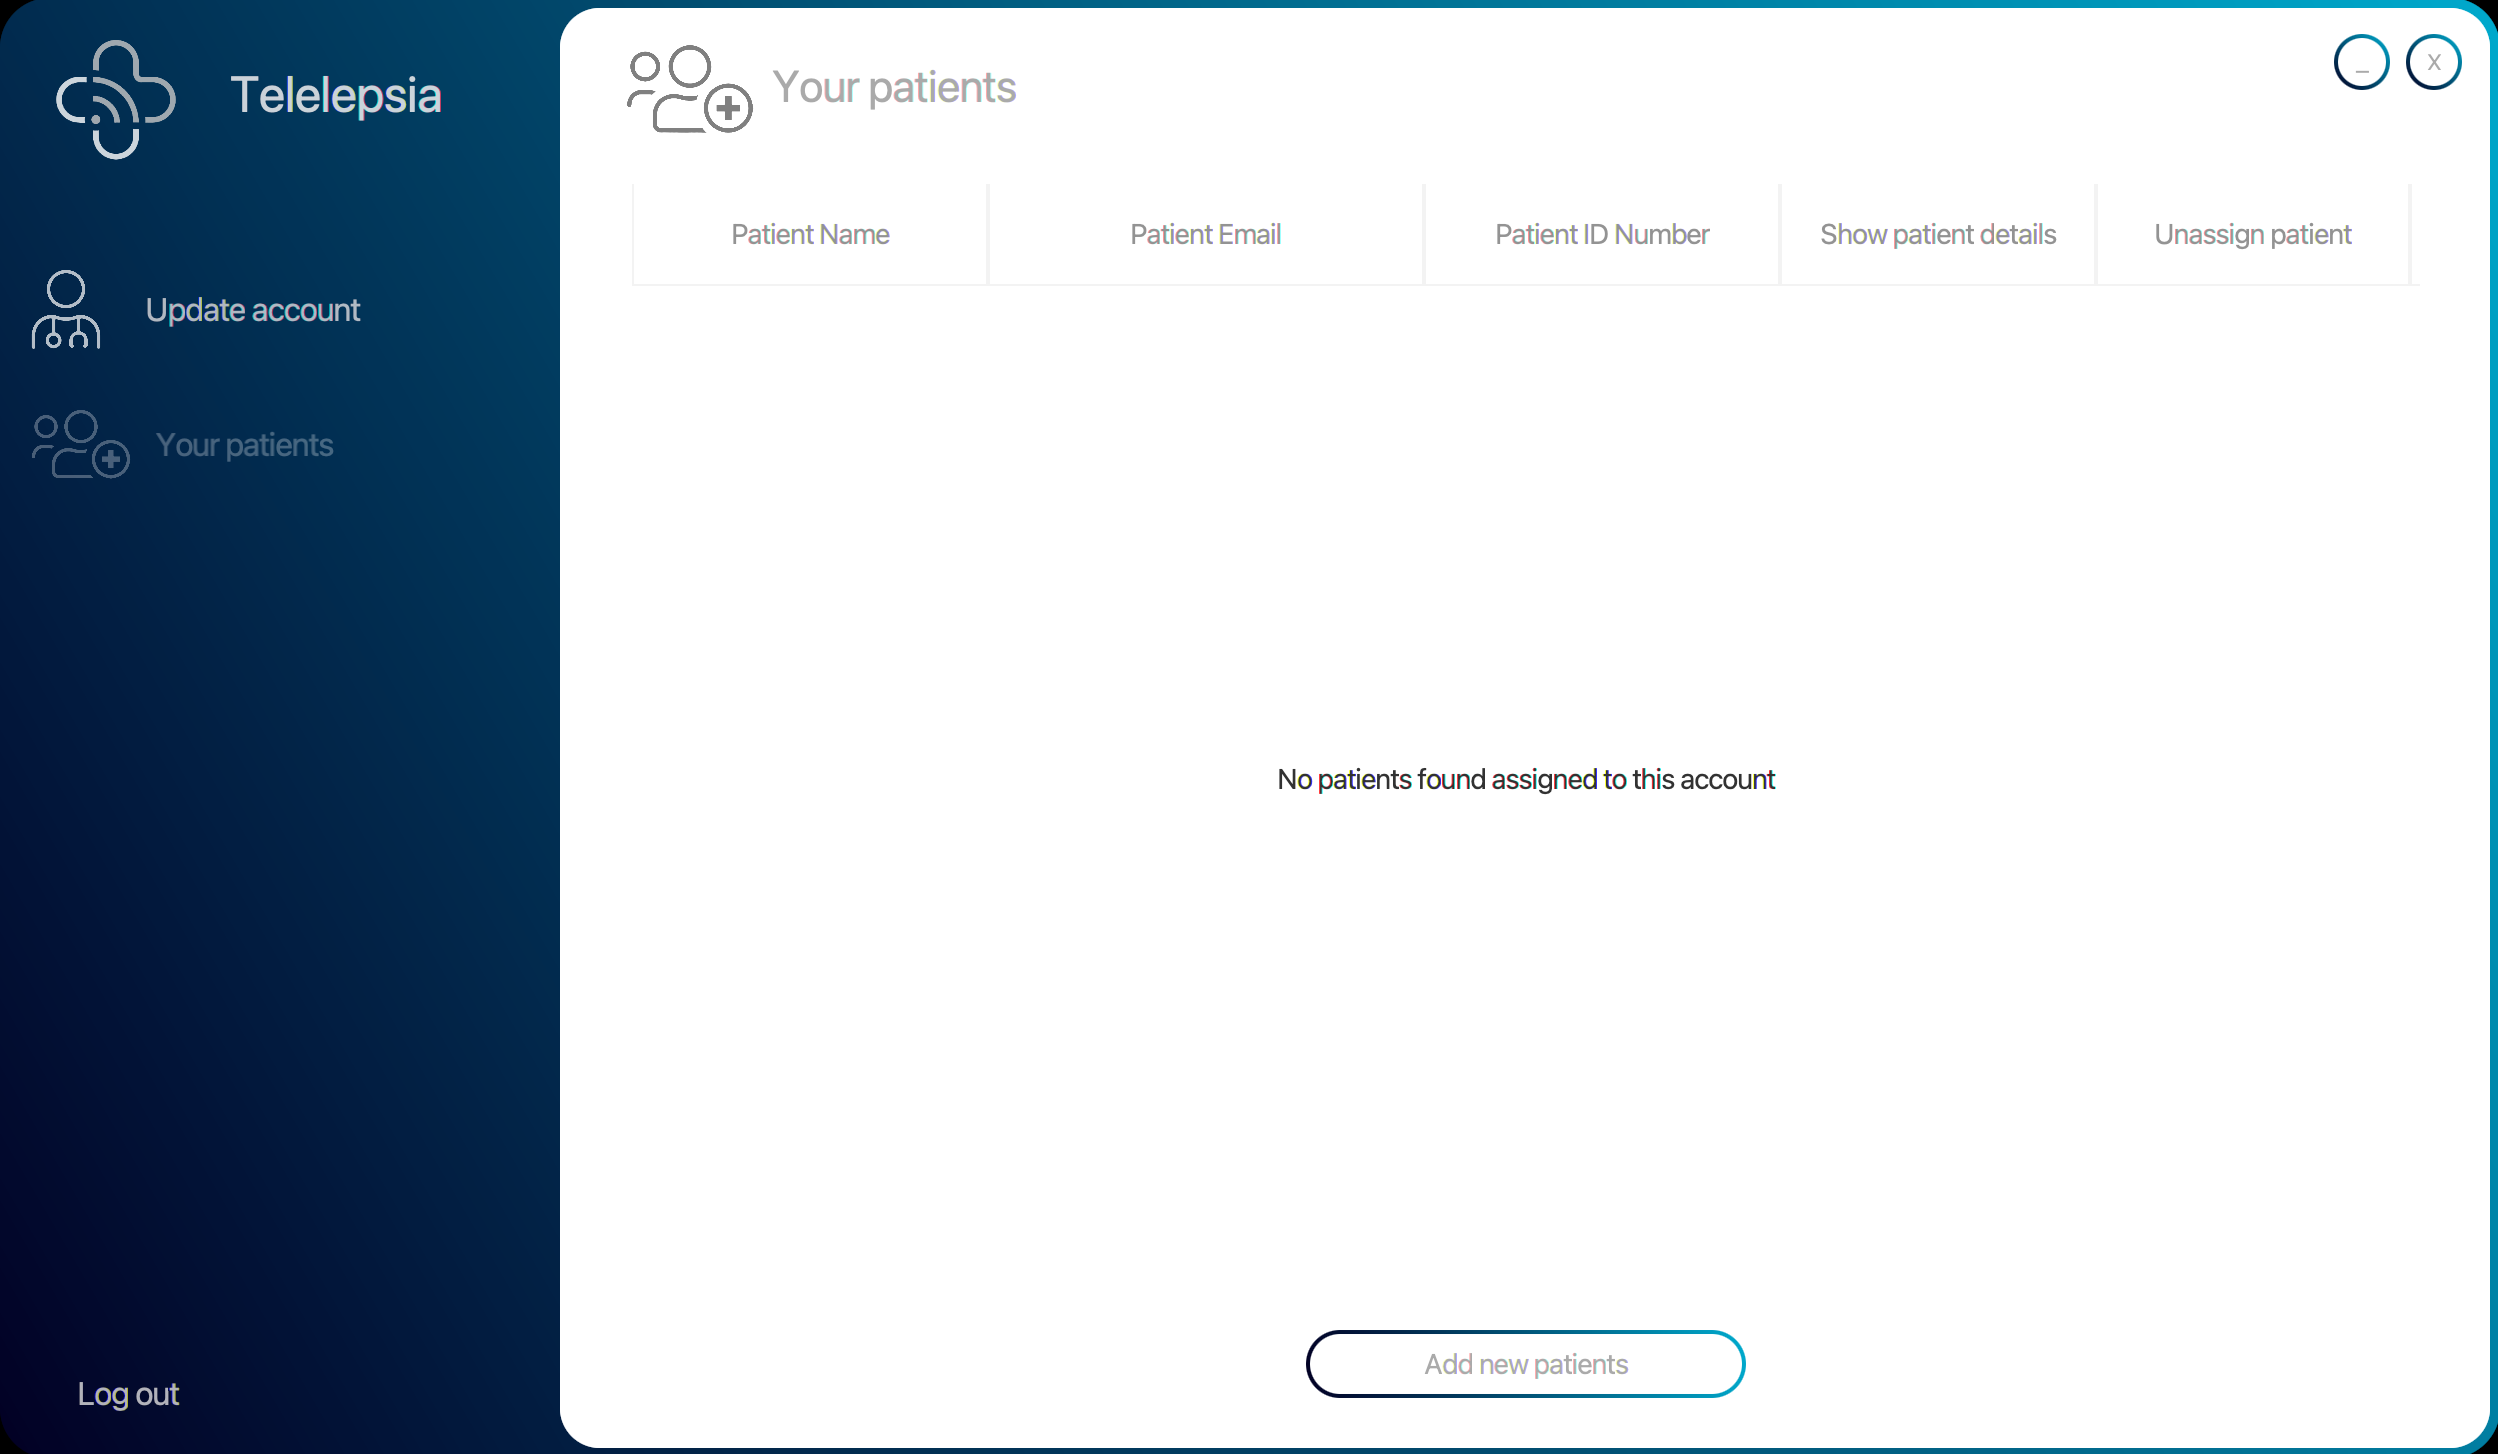 Telelepsia
Update account
Your patients
Log out
Your patients
_
X
Patient Name
Patient Email
Patient ID Number
Show patient details
Unassign patient
No patients found assigned to this account
Add new patients